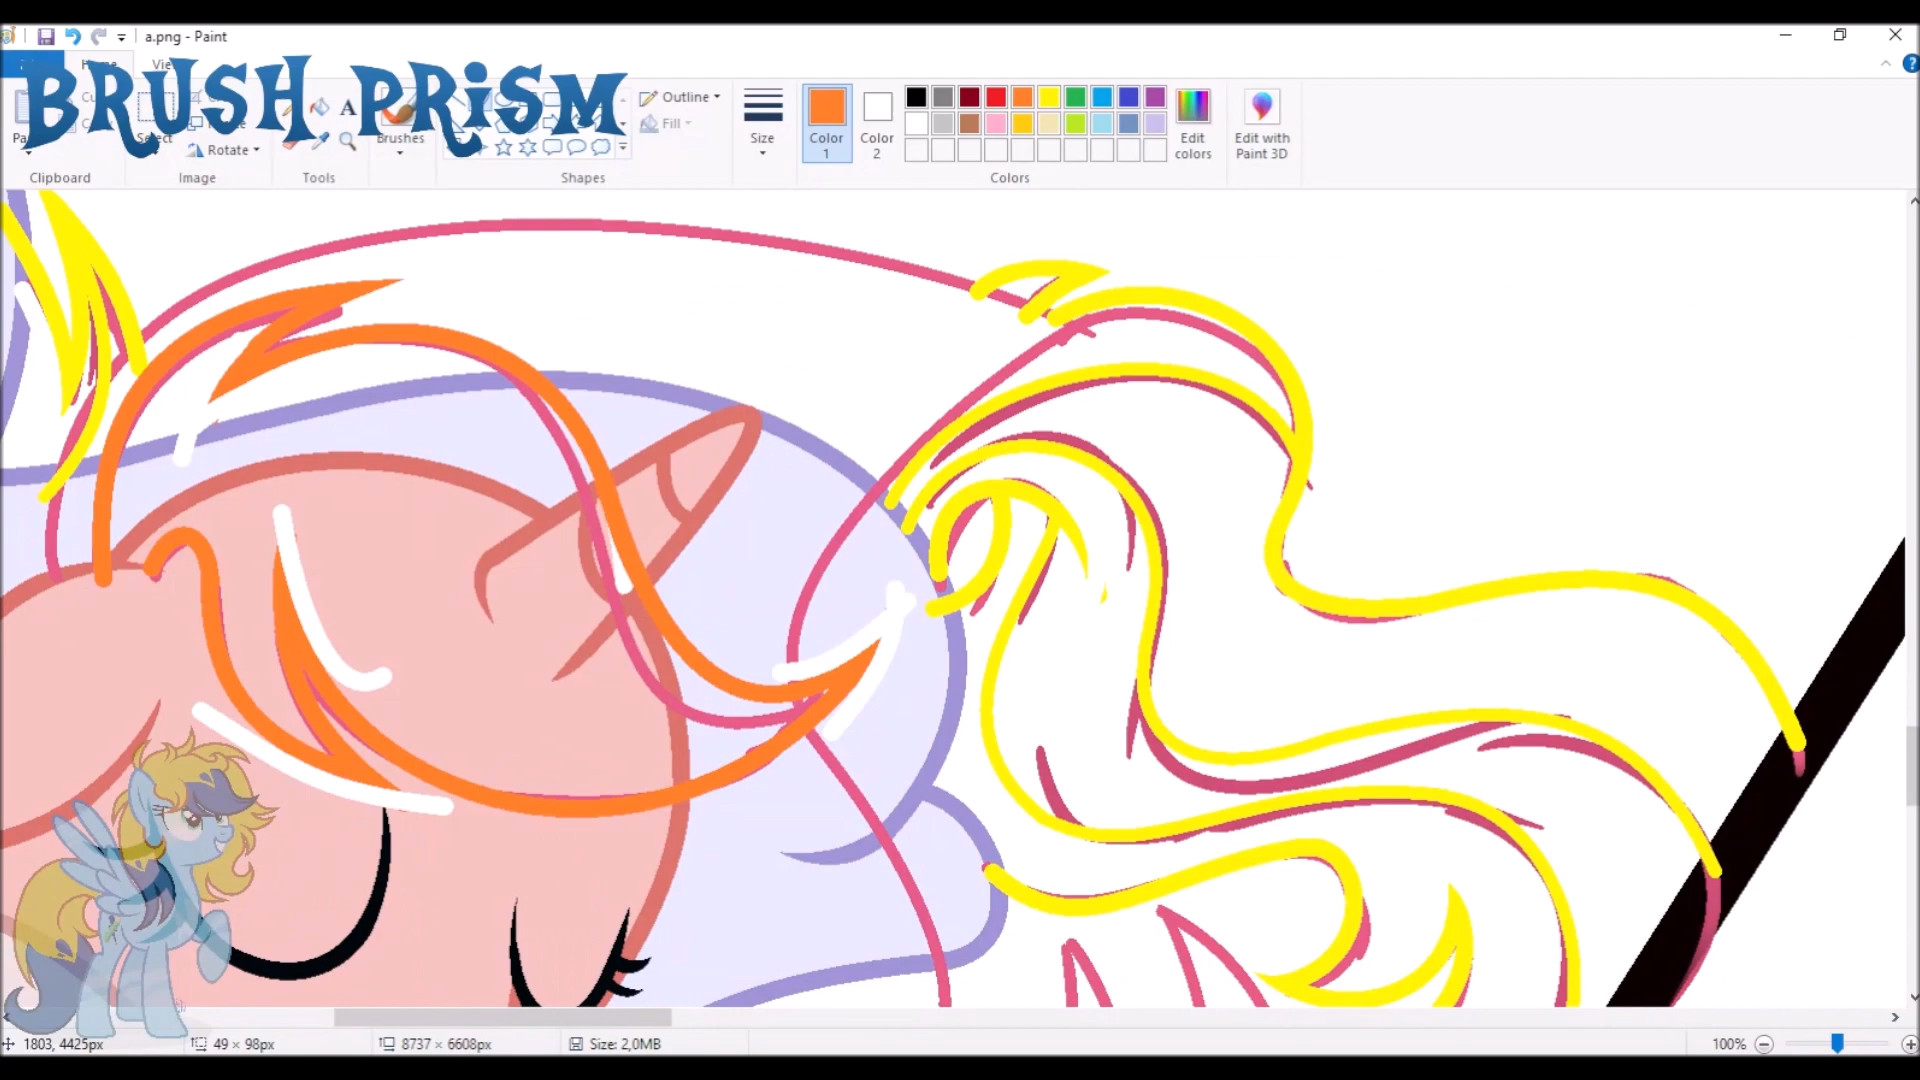 a.png - Paint
BRUSH PRISM
Outline
Fill
Rotate
Select
Brushes
Size
Color
1
Color
2
Edit
colors
Edit with
Paint 3D
Clipboard
Image
Tools
Shapes
Colors
1803, 4425px
49 × 98px
8737 × 6608px
Size: 2,0MB
100%